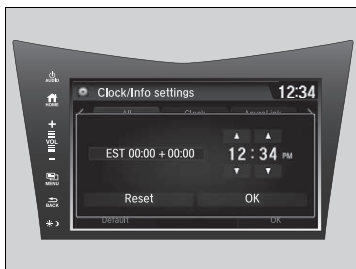 AUDIO
HOME
+
VOL
-
MENU
BACK
Clock/Info settings 12:34
All Clock AppleLink
EST 00:00 + 00:00
12 : 34 PM
Reset OK
Default OK